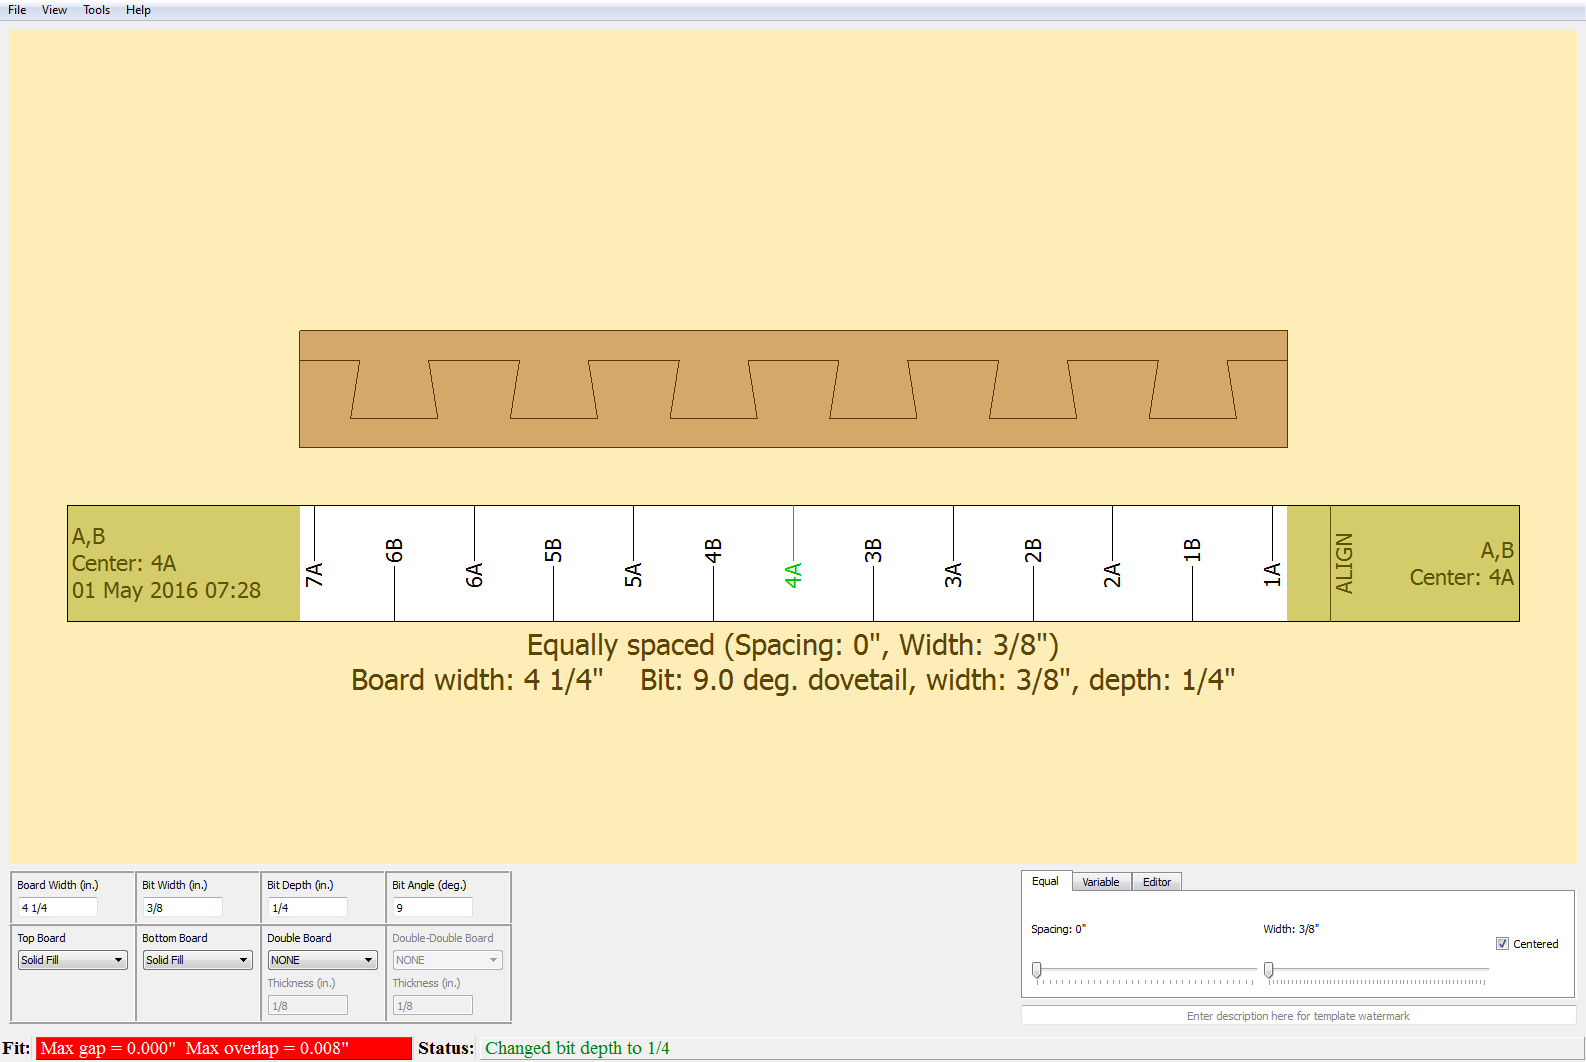 File View Tools Help
A,B
Center: 4A
01 May 2016 07:28
7A 6B 6A 5B 5A 4B 4A 3B 3A 2B 2A 1B 1A
ALIGN
A,B
Center: 4A
Equally spaced (Spacing: 0", Width: 3/8")
Board width: 4 1/4" Bit: 9.0 deg. dovetail, width: 3/8", depth: 1/4"
Board Width (in.) Bit Width (in.) Bit Depth (in.) Bit Angle (deg.)
4 1/4 3/8 1/4 9
Top Board Bottom Board Double Board Double-Double Board
Solid Fill Solid Fill NONE NONE
Thickness (in.) Thickness (in.)
1/8 1/8
Equal Variable Editor
Spacing: 0" Width: 3/8"
Centered
Enter description here for template watermark
Fit: Max gap = 0.000" Max overlap = 0.008" Status: Changed bit depth to 1/4